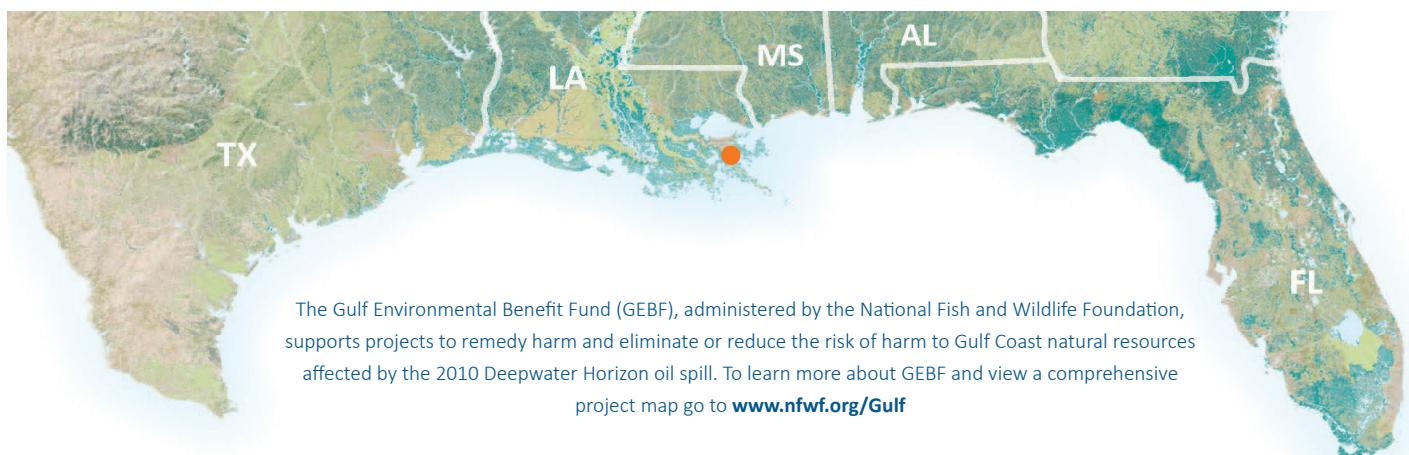 AL
MS
LA
TX
FL
The Gulf Environmental Benefit Fund (GEBF), administered by the National Fish and Wildlife Foundation,
supports projects to remedy harm and eliminate or reduce the risk of harm to Gulf Coast natural resources
affected by the 2010 Deepwater Horizon oil spill. To learn more about GEBF and view a comprehensive
project map go to www.nfwf.org/Gulf